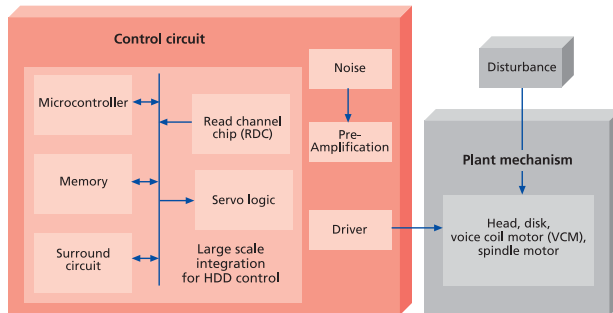 Control circuit
Microcontroller
Memory
Surround
circuit
Read channel
chip (RDC)
Servo logic
Large scale
integration
for HDD control
Noise
Pre-
Amplification
Driver
Disturbance
Plant mechanism
Head, disk,
voice coil motor (VCM),
spindle motor